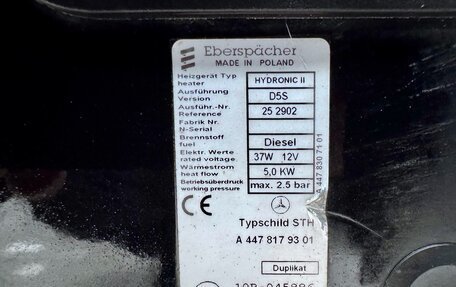 Eberspächer
MADE IN POLAND
Heizgerät Typ
heater
HYDRONIC II
Ausführung
Version
D5S
Ausführ.-Nr.
Reference
25 2902
Fabrik Nr.
N-Serial
Brennstoff
fuel
Diesel
Elektr. Werte
rated voltage
37W 12V
Wärmestrom
heat flow
5,0 KW
Betriebsüberdruck
working pressure
max. 2.5 bar
A 447 830 71 01
CE
Typschild STH
A 447 817 93 01
Duplikat